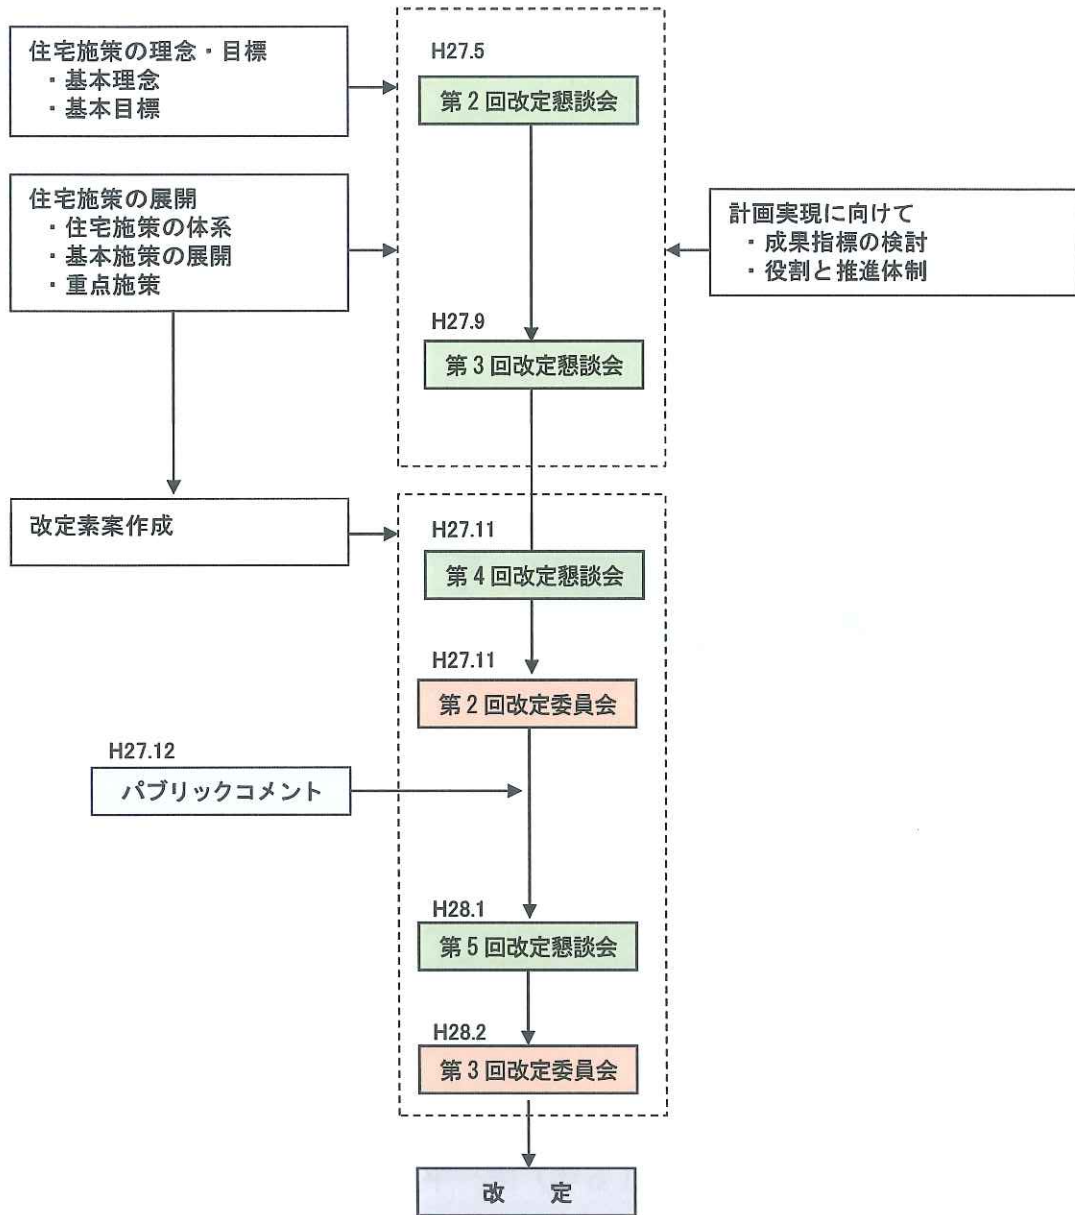 住宅施策の理念・目標
・基本理念
・基本目標
H27.5
第2回改定懇談会
住宅施策の展開
・住宅施策の体系
・基本施策の展開
・重点施策
計画実現に向けて
・成果指標の検討
・役割と推進体制
H27.9
第3回改定懇談会
改定素案作成
H27.11
第4回改定懇談会
H27.11
第2回改定委員会
H27.12
パブリックコメント
H28.1
第5回改定懇談会
H28.2
第3回改定委員会
改　定